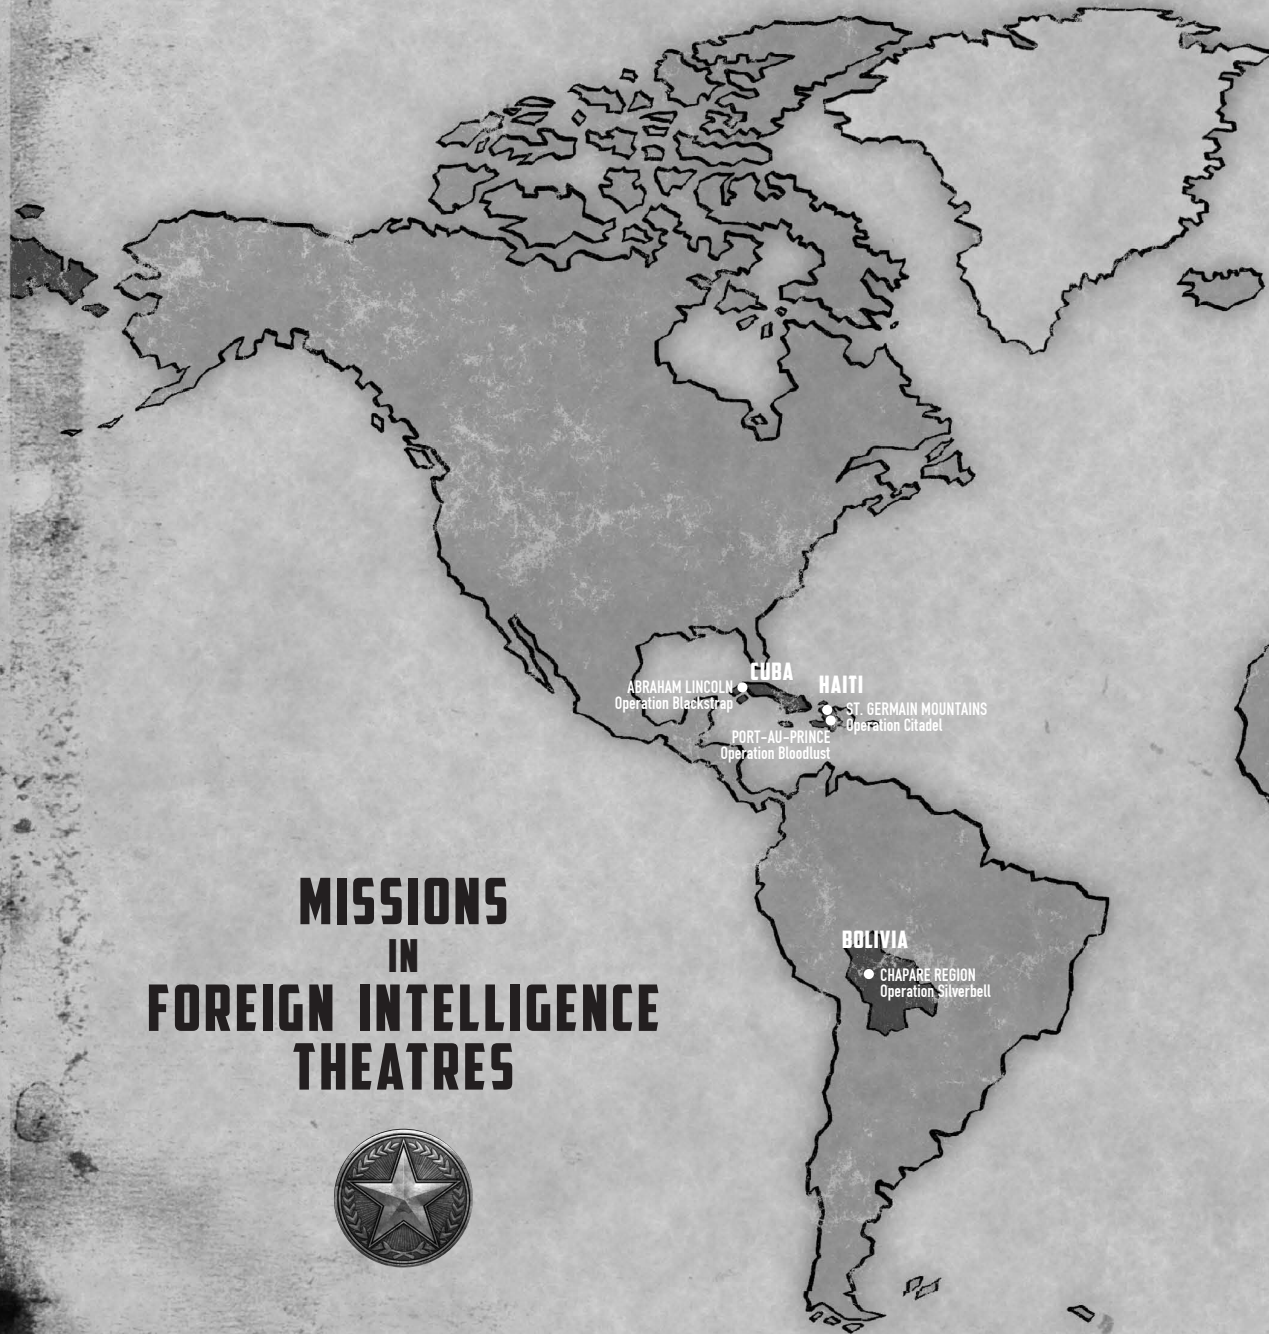 CUBA
ABRAHAM LINCOLN
Operation Blackstrap
HAITI
ST. GERMAIN MOUNTAINS
Operation Citadel
PORT-AU-PRINCE
Operation Bloodlust
BOLIVIA
CHAPARE REGION
Operation Silverbell
MISSIONS
IN
FOREIGN INTELLIGENCE
THEATRES